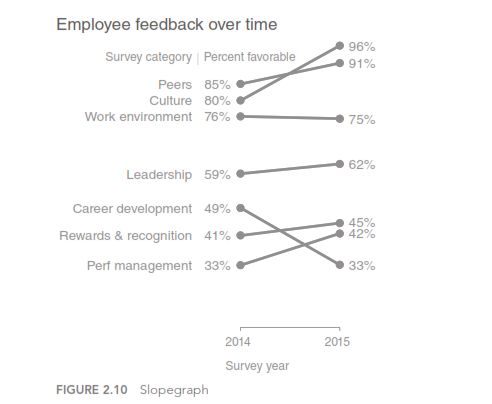 Employee feedback over time
Survey category | Percent favorable
96%
91%
Peers 85%
Culture 80%
Work environment 76%
75%
Leadership 59%
62%
Career development 49%
45%
Rewards & recognition 41%
42%
Perf management 33%
33%
2014 2015
Survey year
FIGURE 2.10 Slopegraph